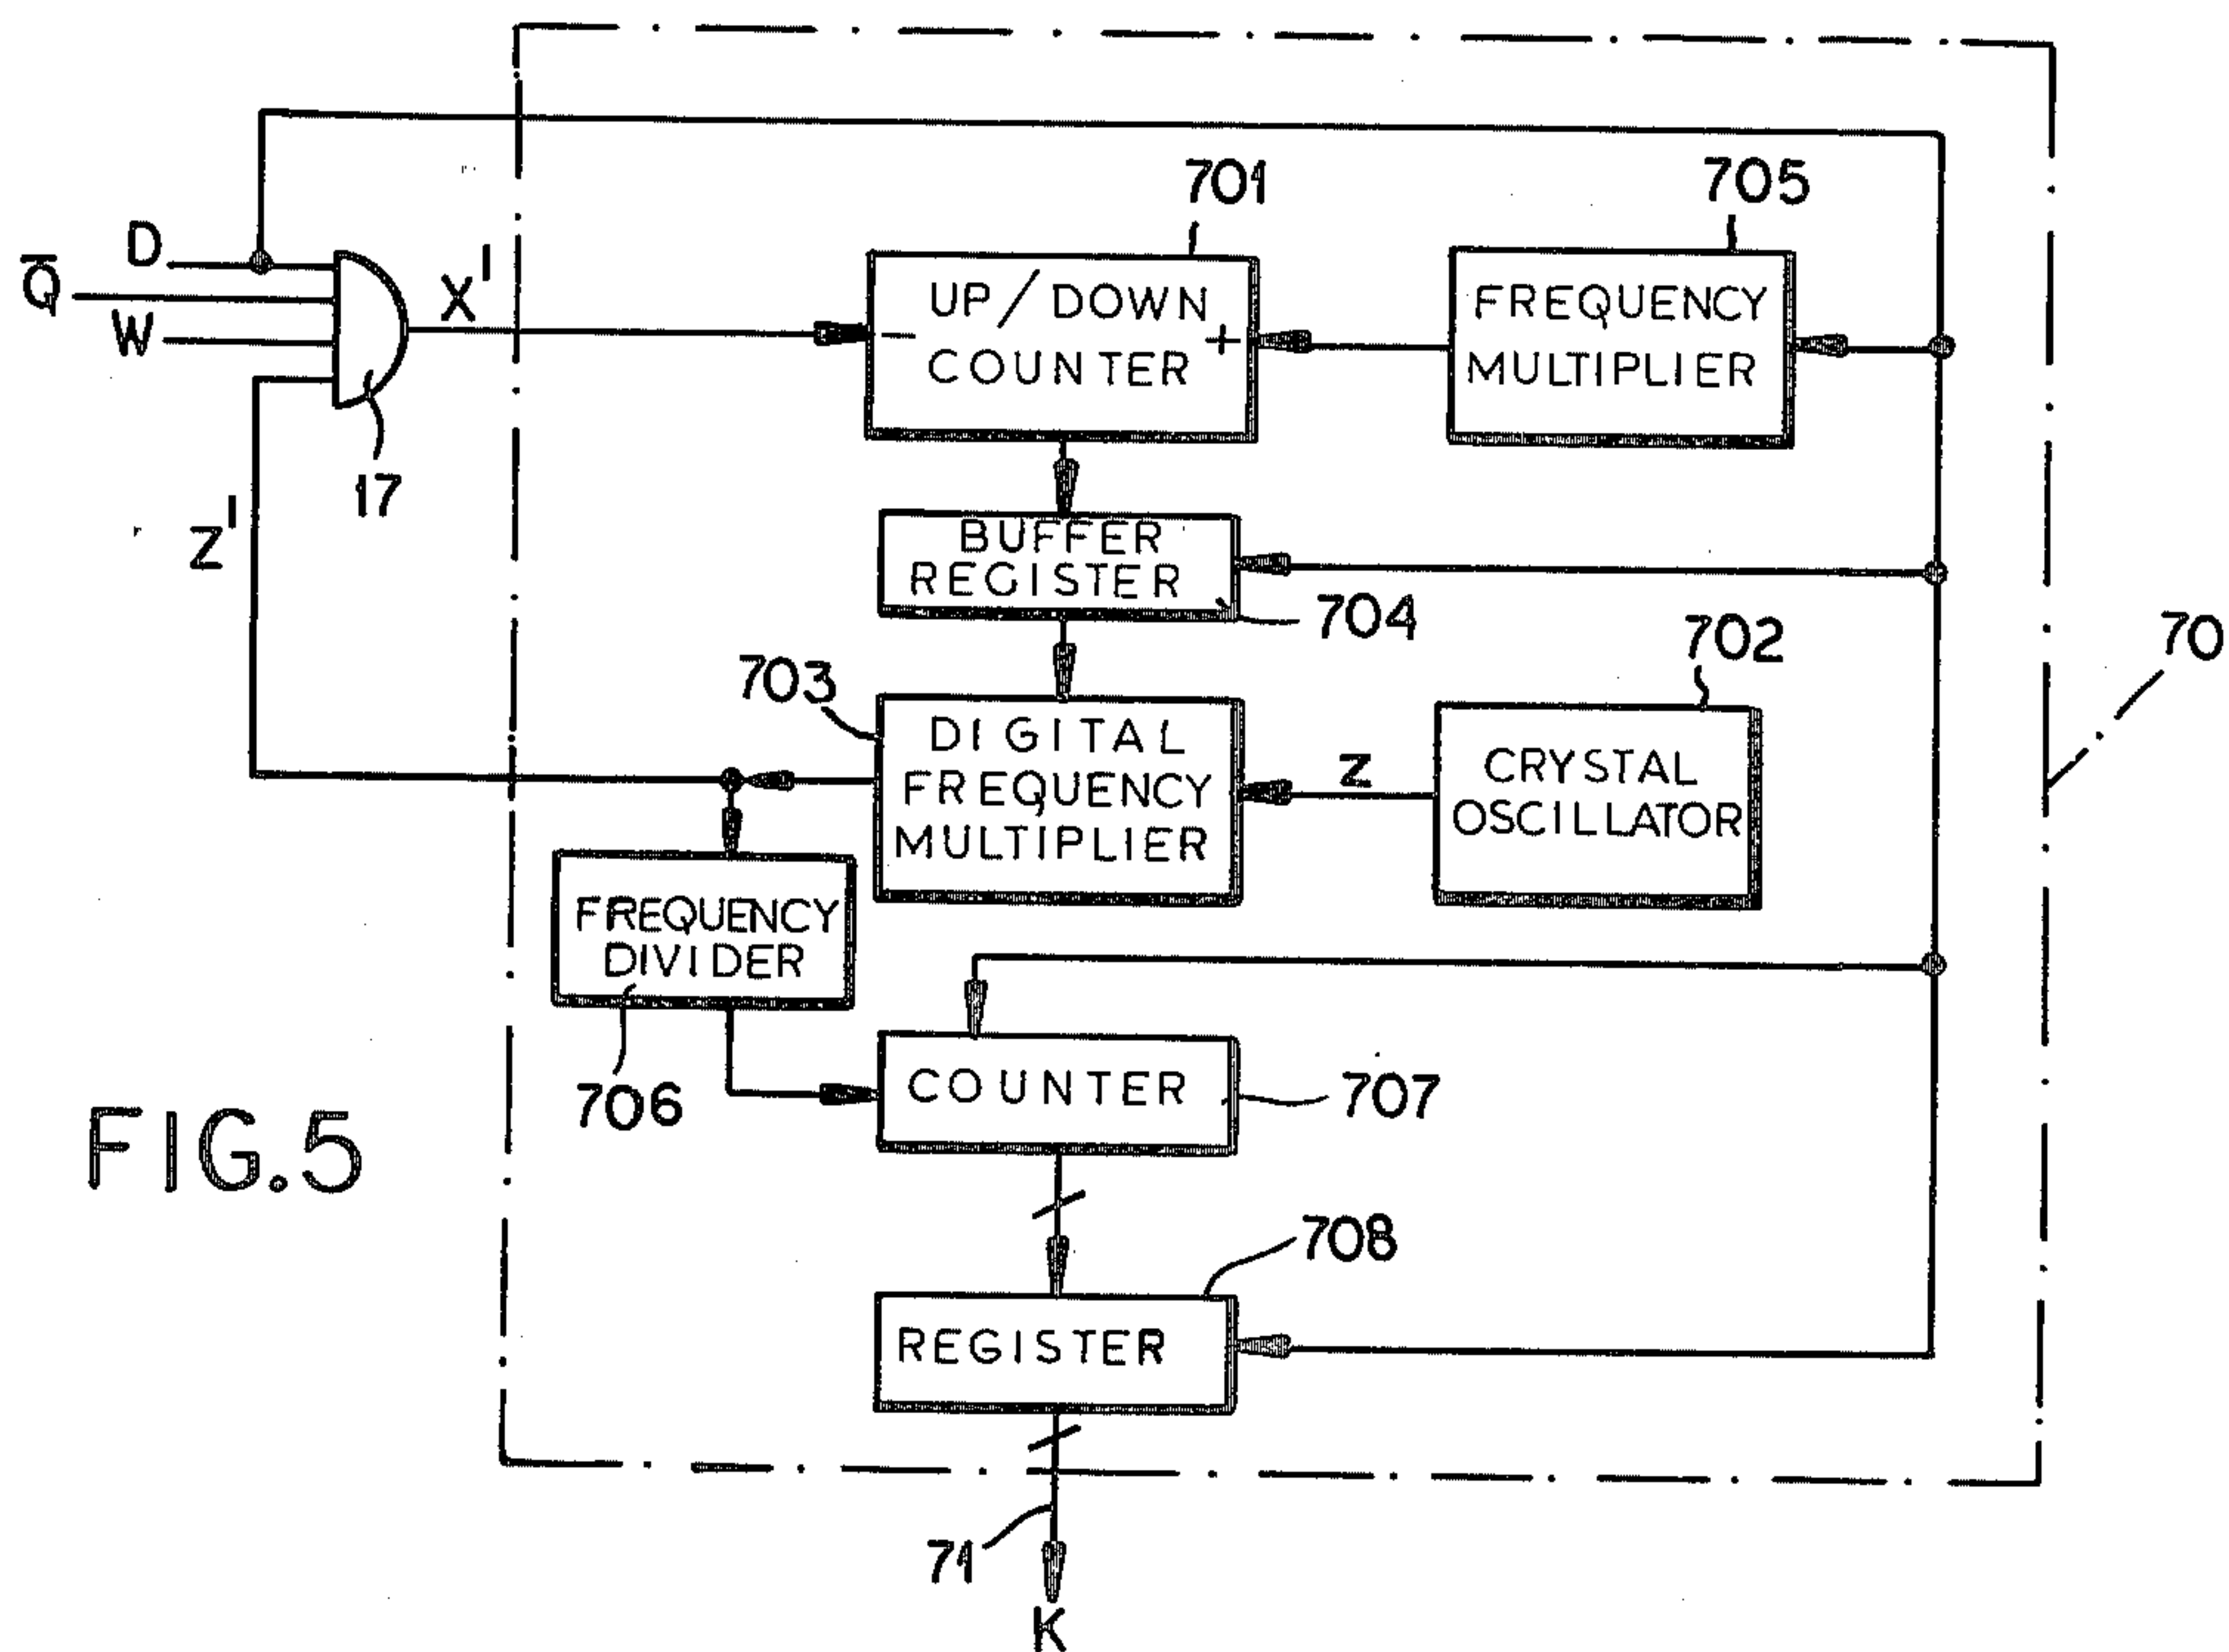 701
705
D
Q̄
W
X'
UP/DOWN
COUNTER
-
+
FREQUENCY
MULTIPLIER
17
Z'
BUFFER
REGISTER
704
702
70
703
DIGITAL
FREQUENCY
MULTIPLIER
Z
CRYSTAL
OSCILLATOR
FREQUENCY
DIVIDER
706
COUNTER
707
FIG.5
708
REGISTER
71
K